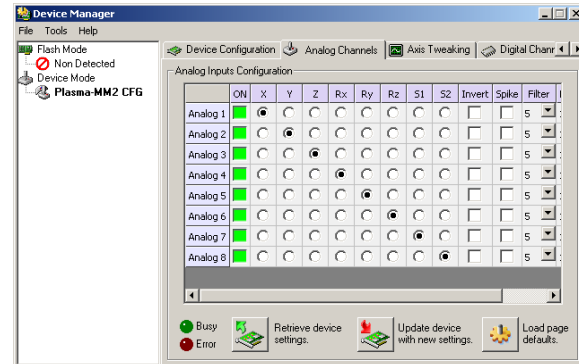 Device Manager
File Tools Help
Flash Mode
Non Detected
Device Mode
Plasma-MM2 CFG
Device Configuration Analog Channels Axis Tweaking Digital Chanr
Analog Inputs Configuration
ON X Y Z Rx Ry Rz S1 S2 Invert Spike Filter
Analog 1 5
Analog 2 5
Analog 3 5
Analog 4 5
Analog 5 5
Analog 6 5
Analog 7 5
Analog 8 5
Busy
Error
Retrieve device
settings.
Update device
with new settings.
Load page
defaults.